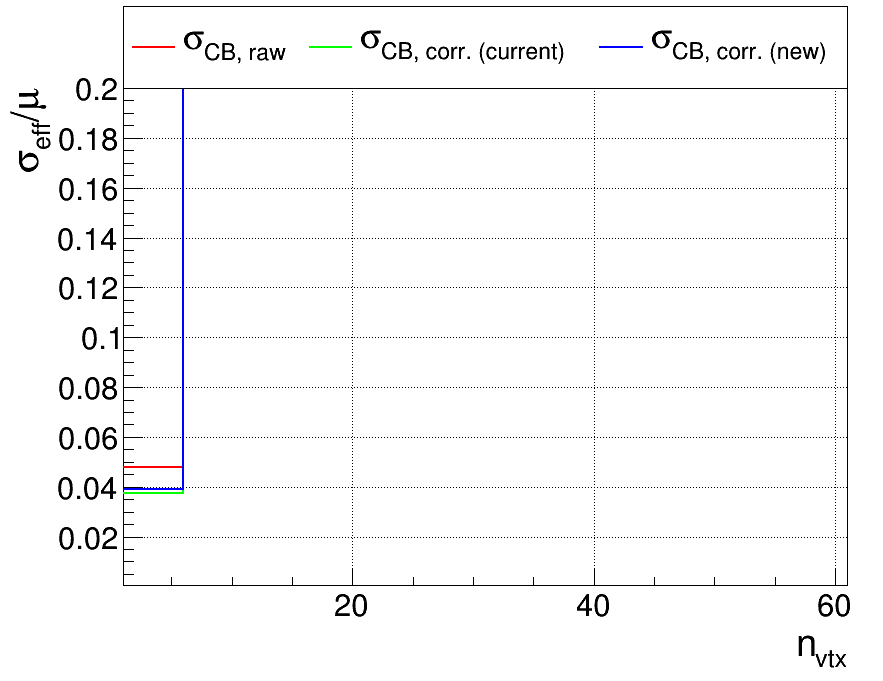 σCB, raw σCB, corr. (current) σCB, corr. (new)
σeff/μ
0.2
0.18
0.16
0.14
0.12
0.1
0.08
0.06
0.04
0.02
20 40 60
nvtx